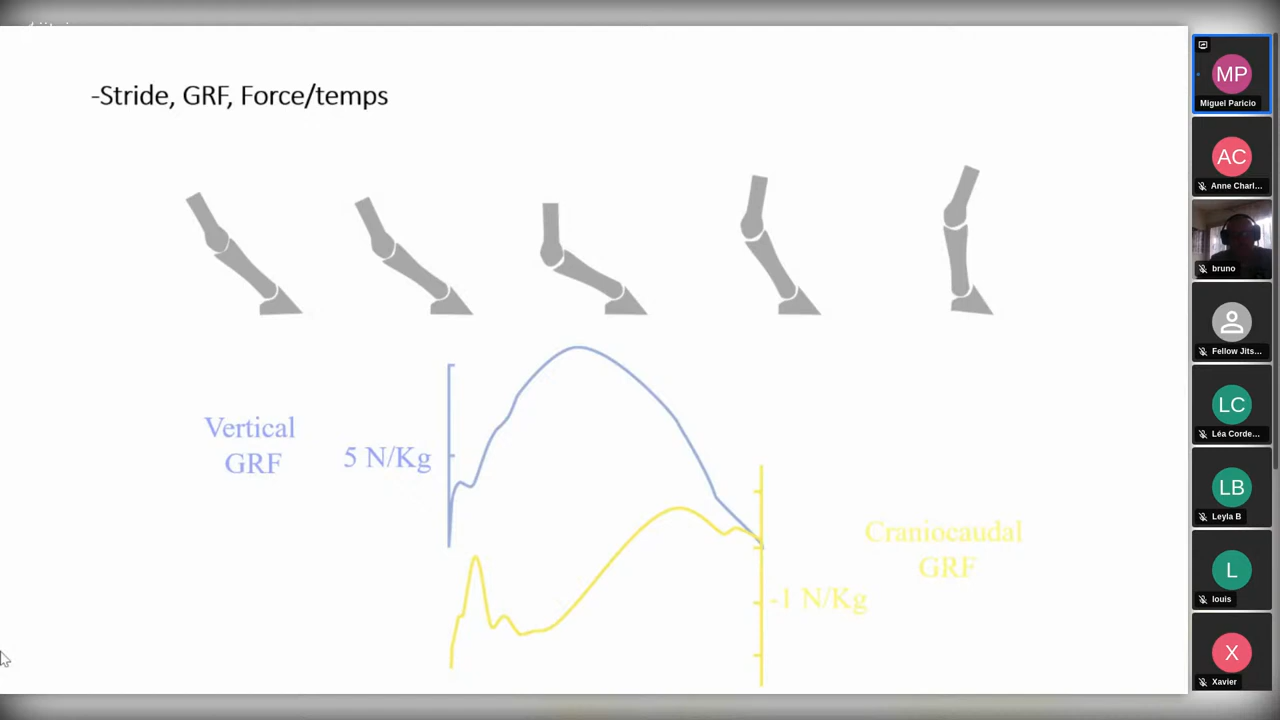 -Stride, GRF, Force/temps
Vertical
GRF
5 N/Kg
Craniocaudal
GRF
-1 N/Kg
MP
Miguel Paricio
AC
Anne Charl...
bruno
Fellow Jits...
LC
Léa Corde...
LB
Leyla B
L
louis
X
Xavier